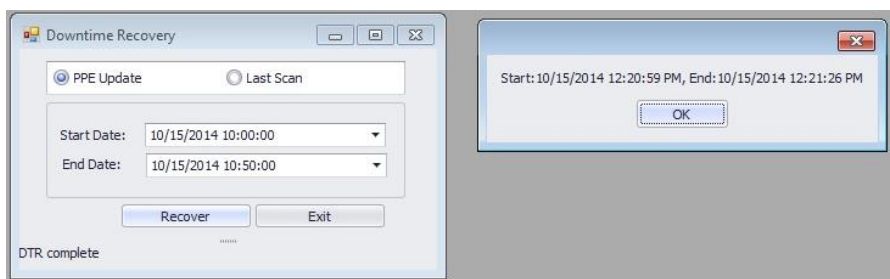 Downtime Recovery
PPE Update Last Scan
Start Date: 10/15/2014 10:00:00
End Date: 10/15/2014 10:50:00
Recover Exit
DTR complete
Start:10/15/2014 12:20:59 PM, End:10/15/2014 12:21:26 PM
OK